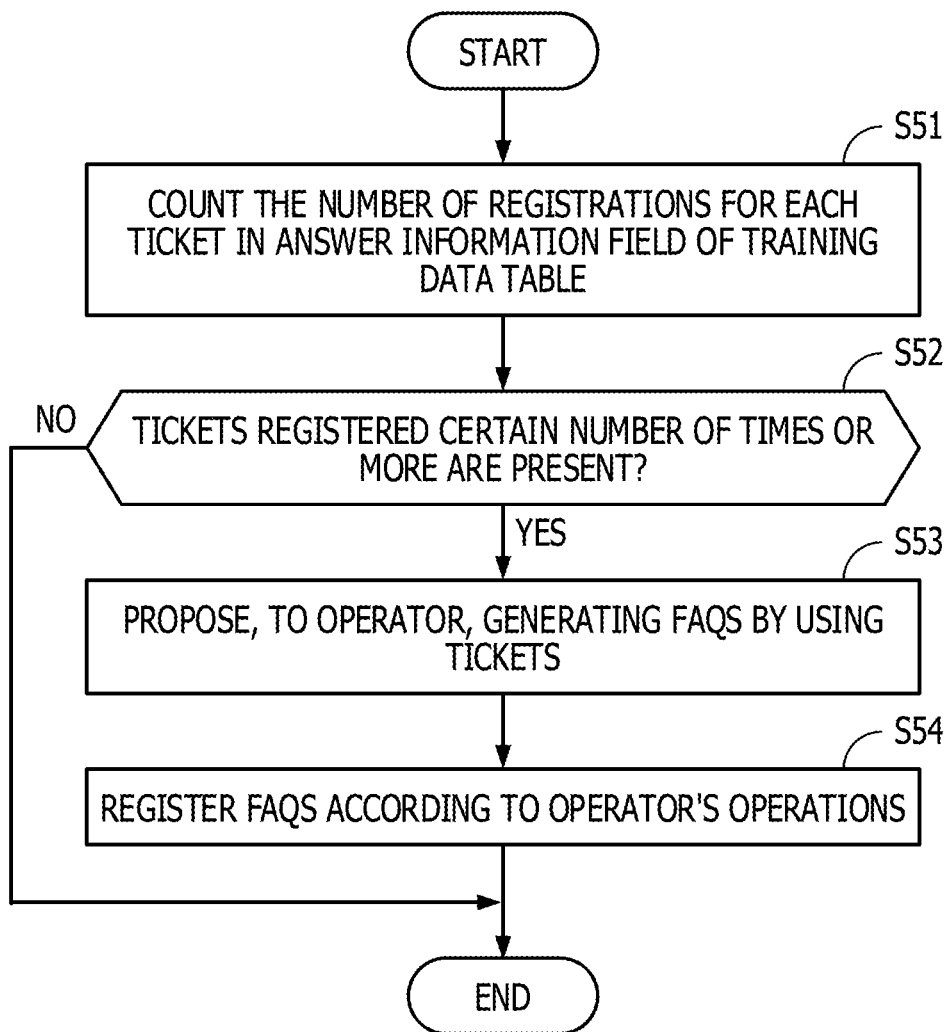 START
S51
COUNT THE NUMBER OF REGISTRATIONS FOR EACH
TICKET IN ANSWER INFORMATION FIELD OF TRAINING
DATA TABLE
S52
NO
TICKETS REGISTERED CERTAIN NUMBER OF TIMES OR
MORE ARE PRESENT?
YES
S53
PROPOSE, TO OPERATOR, GENERATING FAQS BY USING
TICKETS
S54
REGISTER FAQS ACCORDING TO OPERATOR'S OPERATIONS
END